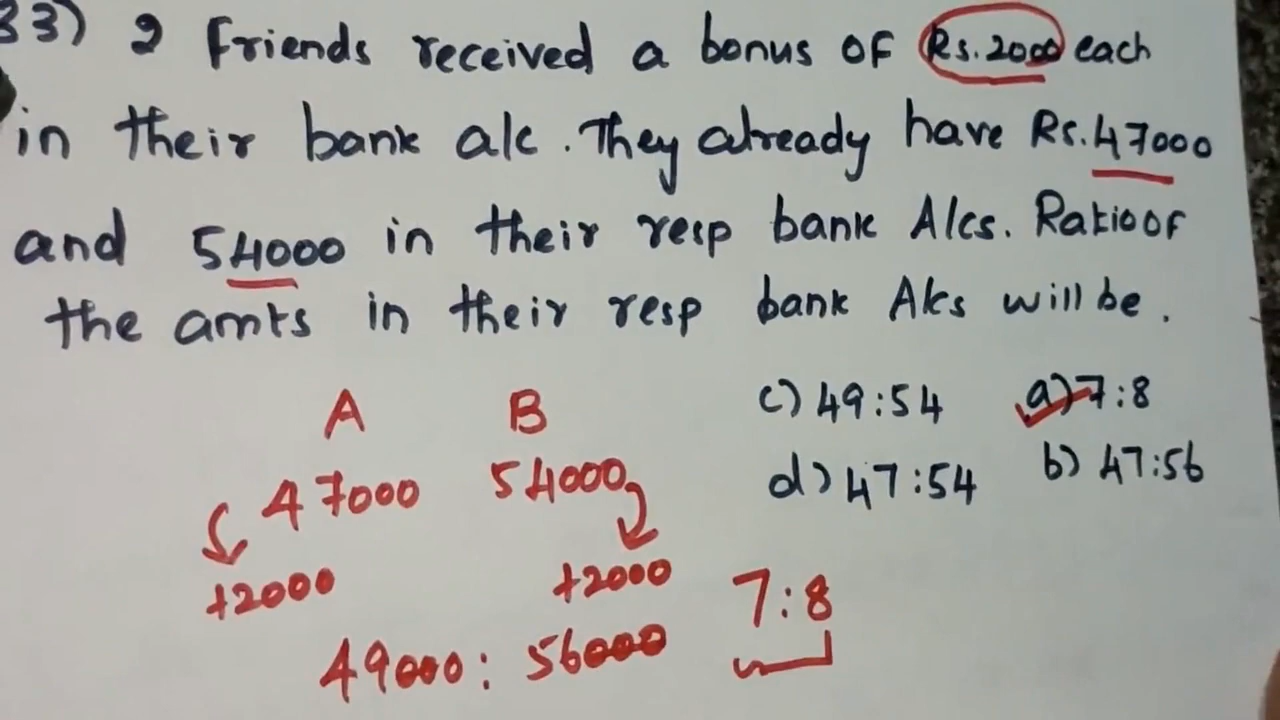 33) 2 Friends received a bonus of Rs.2000 each
in their bank a/c. They already have Rs.47000
and 54000 in their resp bank A/cs. Ratio of
the amts in their resp bank A/cs will be.
c) 49:54 a) 7:8
d) 47:54 b) 47:56
A B
47000 54000
+2000 +2000
49000 : 56000 7:8